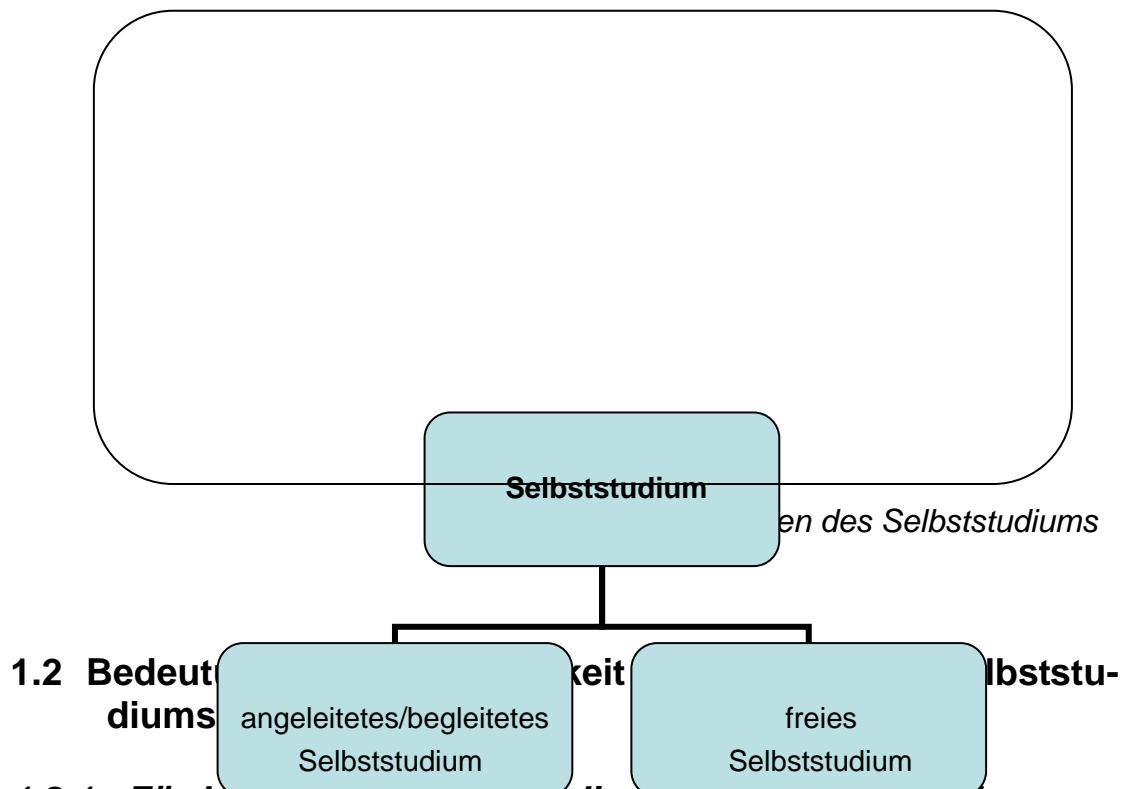 Selbststudium
en des Selbststudiums
1.2 Bedeut keit lbststu-
diums
angeleitetes/begleitetes
Selbststudium
freies
Selbststudium